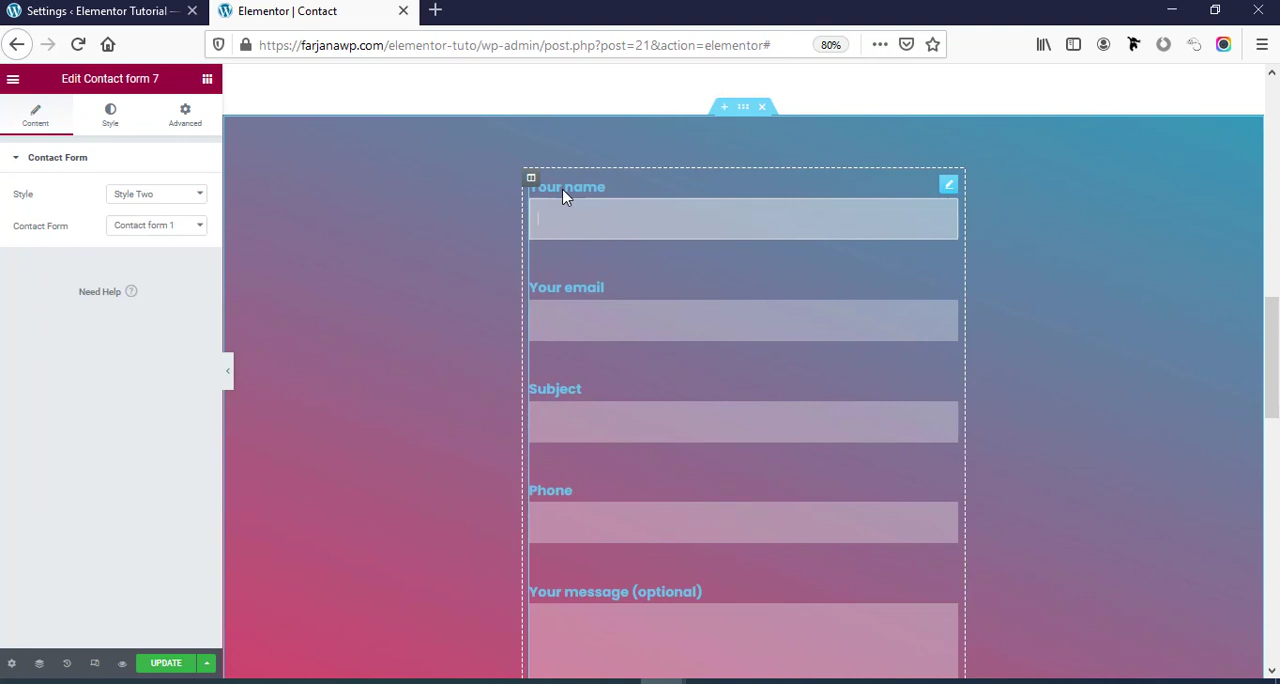 Settings ‹ Elementor Tutorial —
Elementor | Contact
https://farjanawp.com/elementor-tuto/wp-admin/post.php?post=21&action=elementor#
80%
Edit Contact form 7
Content
Style
Advanced
Contact Form
Style
Style Two
Contact Form
Contact form 1
Need Help
UPDATE
Your name
Your email
Subject
Phone
Your message (optional)